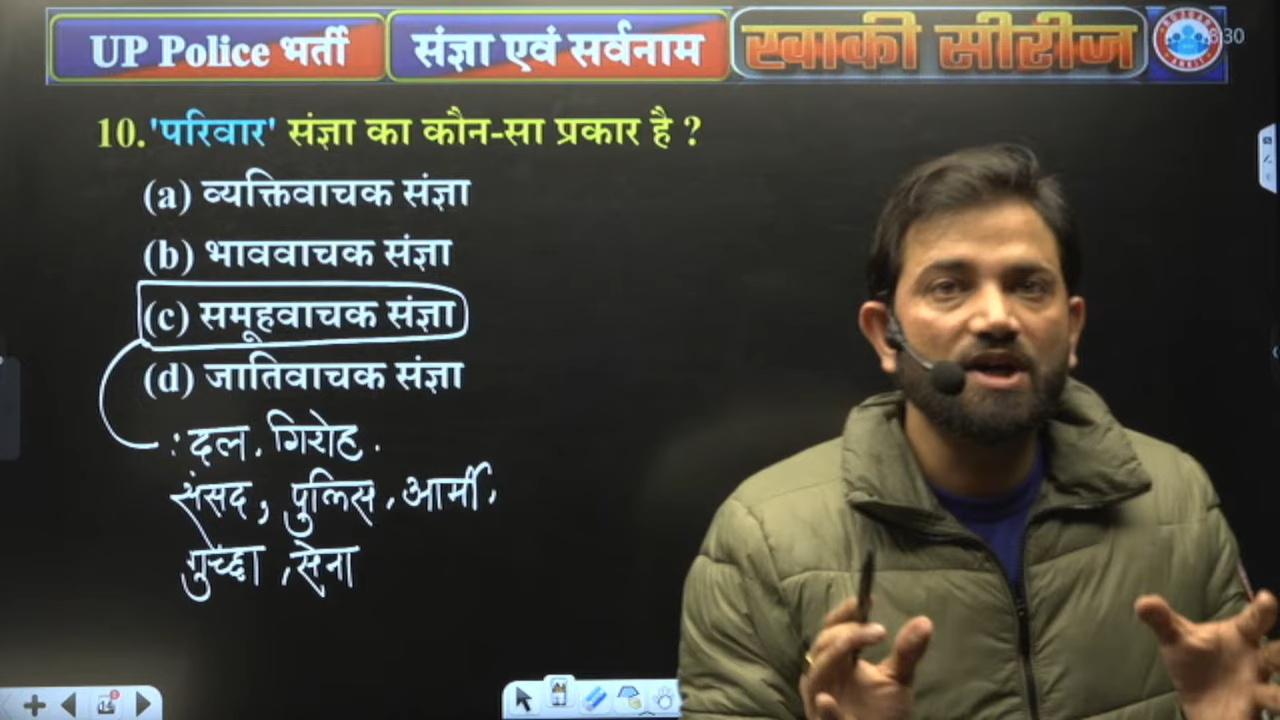 UP Police भर्ती संज्ञा एवं सर्वनाम खाकी सीरीज
10. 'परिवार' संज्ञा का कौन-सा प्रकार है ?
(a) व्यक्तिवाचक संज्ञा
(b) भाववाचक संज्ञा
(c) समूहवाचक संज्ञा
(d) जातिवाचक संज्ञा
: दल, गिरोह.
संसद, पुलिस, आर्मी,
गुच्छा, सेना